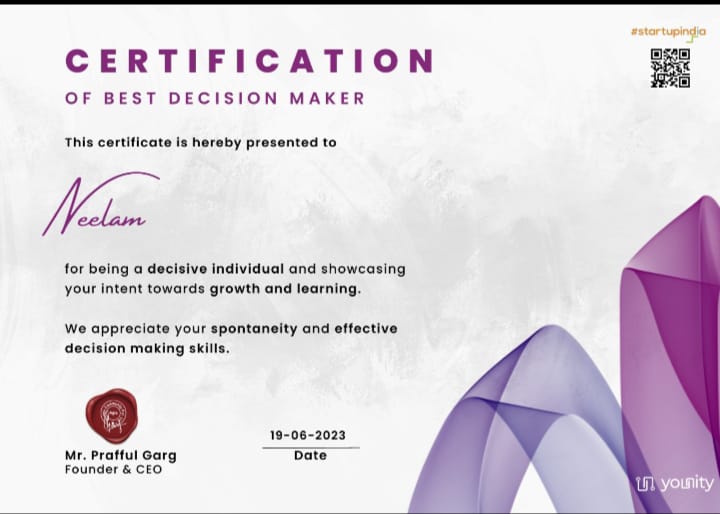 #startupindia
CERTIFICATION
OF BEST DECISION MAKER
This certificate is hereby presented to
Neelam
for being a decisive individual and showcasing
your intent towards growth and learning.
We appreciate your spontaneity and effective
decision making skills.
Mr. Prafful Garg
Founder & CEO
19-06-2023
Date
younity